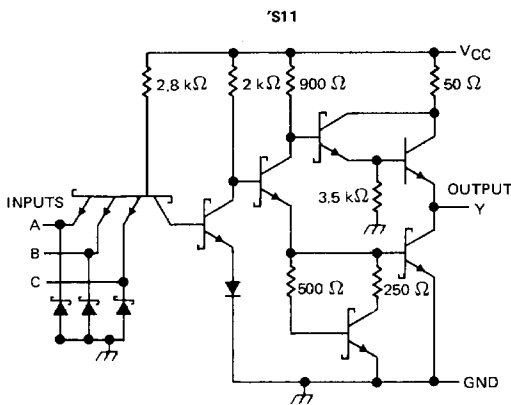 'S11
VCC
2.8 kΩ
2 kΩ
900 Ω
50 Ω
INPUTS
A
B
C
3.5 kΩ
OUTPUT
Y
500 Ω
250 Ω
GND